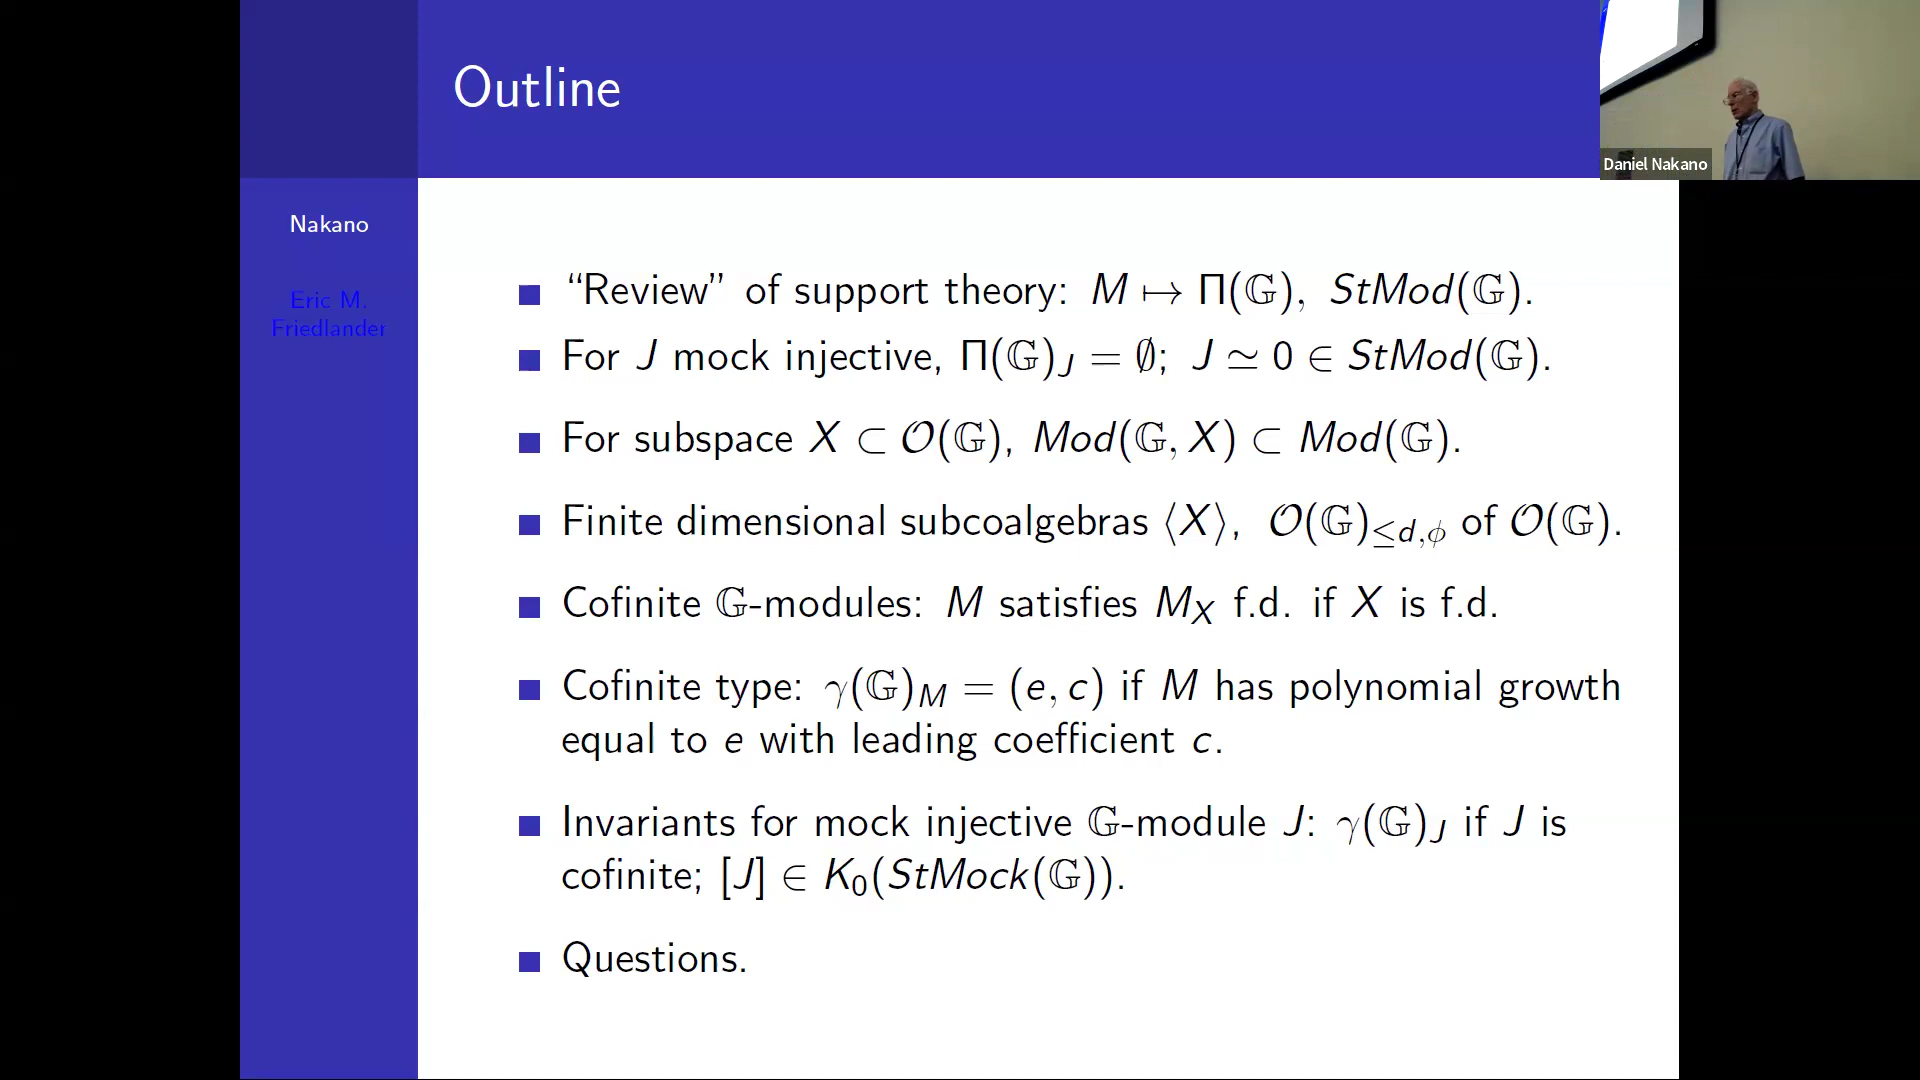 Outline
Daniel Nakano
Nakano
Eric M.
Friedlander
“Review” of support theory: M ↦ Π(𝔾), StMod(𝔾).
For J mock injective, Π(𝔾)_J = ∅; J ≃ 0 ∈ StMod(𝔾).
For subspace X ⊂ 𝒪(𝔾), Mod(𝔾, X) ⊂ Mod(𝔾).
Finite dimensional subcoalgebras ⟨X⟩, 𝒪(𝔾)_{≤d,ϕ} of 𝒪(𝔾).
Cofinite 𝔾-modules: M satisfies M_X f.d. if X is f.d.
Cofinite type: γ(𝔾)_M = (e, c) if M has polynomial growth
equal to e with leading coefficient c.
Invariants for mock injective 𝔾-module J: γ(𝔾)_J if J is
cofinite; [J] ∈ K₀(StMock(𝔾)).
Questions.